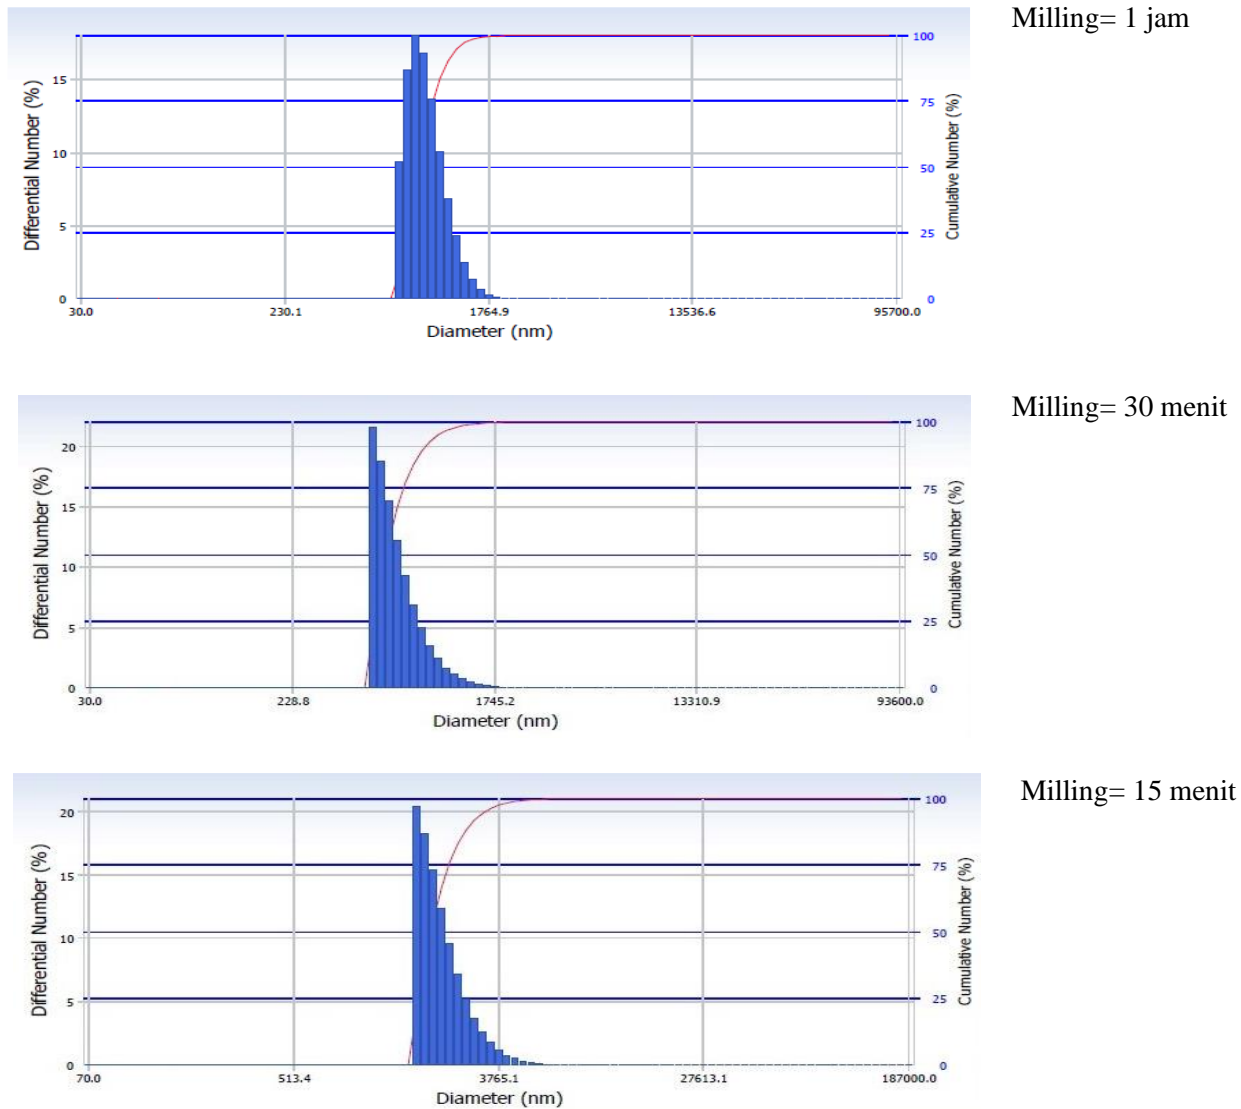 Milling= 1 jam
Differential Number (%)
15
10
5
0
100
75
50
25
0
Cumulative Number (%)
30.0 230.1 1764.9 13536.6 95700.0
Diameter (nm)
Milling= 30 menit
Differential Number (%)
20
15
10
5
0
100
75
50
25
0
Cumulative Number (%)
30.0 228.8 1745.2 13310.9 93600.0
Diameter (nm)
Milling= 15 menit
Differential Number (%)
20
15
10
5
0
100
75
50
25
0
Cumulative Number (%)
70.0 513.4 3765.1 27613.1 187000.0
Diameter (nm)